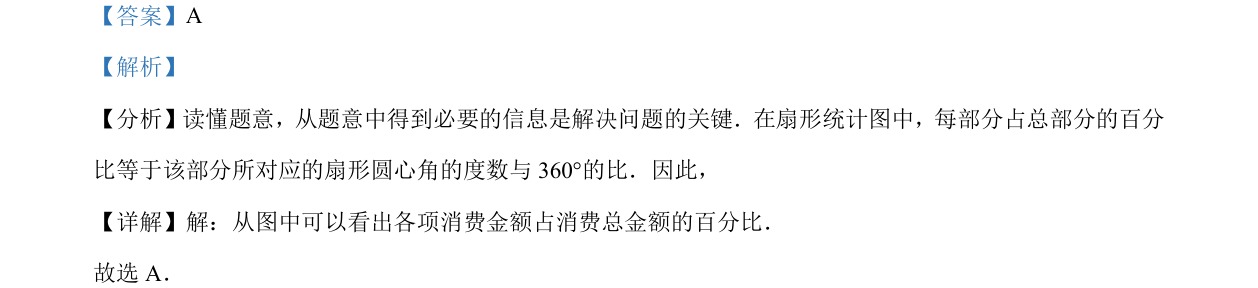 【答案】A
【解析】
【分析】读懂题意，从题意中得到必要的信息是解决问题的关键．在扇形统计图中，每部分占总部分的百分
比等于该部分所对应的扇形圆心角的度数与 360°的比．因此，
【详解】解：从图中可以看出各项消费金额占消费总金额的百分比．
故选 A．